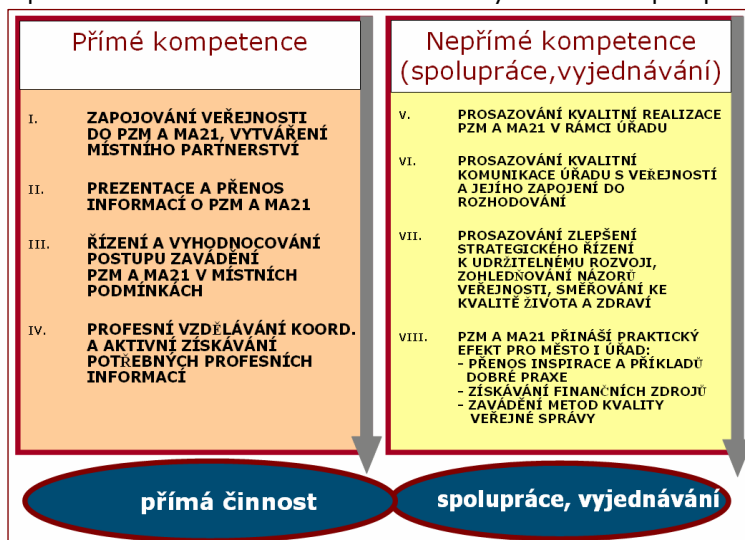 Přímé kompetence
I. ZAPOJOVÁNÍ VEŘEJNOSTI
DO PZM A MA21, VYTVÁŘENÍ
MÍSTNÍHO PARTNERSTVÍ
II. PREZENTACE A PŘENOS
INFORMACÍ O PZM A MA21
III. ŘÍZENÍ A VYHODNOCOVÁNÍ
POSTUPU ZAVÁDĚNÍ
PZM A MA21 V MÍSTNÍCH
PODMÍNKÁCH
IV. PROFESNÍ VZDĚLÁVÁNÍ KOORD.
A AKTIVNÍ ZÍSKÁVÁNÍ
POTŘEBNÝCH PROFESNÍCH
INFORMACÍ
přímá činnost
Nepřímé kompetence
(spolupráce,vyjednávání)
V. PROSAZOVÁNÍ KVALITNÍ REALIZACE
PZM A MA21 V RÁMCI ÚŘADU
VI. PROSAZOVÁNÍ KVALITNÍ
KOMUNIKACE ÚŘADU S VEŘEJNOSTÍ
A JEJÍHO ZAPOJENÍ DO
ROZHODOVÁNÍ
VII. PROSAZOVÁNÍ ZLEPŠENÍ
STRATEGICKÉHO ŘÍZENÍ
K UDRŽITELNÉMU ROZVOJI,
ZOHLEDŇOVÁNÍ NÁZORŮ
VEŘEJNOSTI, SMĚŘOVÁNÍ KE
KVALITĚ ŽIVOTA A ZDRAVÍ
VIII. PZM A MA21 PŘINÁŠÍ PRAKTICKÝ
EFEKT PRO MĚSTO I ÚŘAD:
- PŘENOS INSPIRACE A PŘÍKLADŮ
DOBRÉ PRAXE
- ZÍSKÁVÁNÍ FINANČNÍCH ZDROJŮ
- ZAVÁDĚNÍ METOD KVALITY
VEŘEJNÉ SPRÁVY
spolupráce, vyjednávání